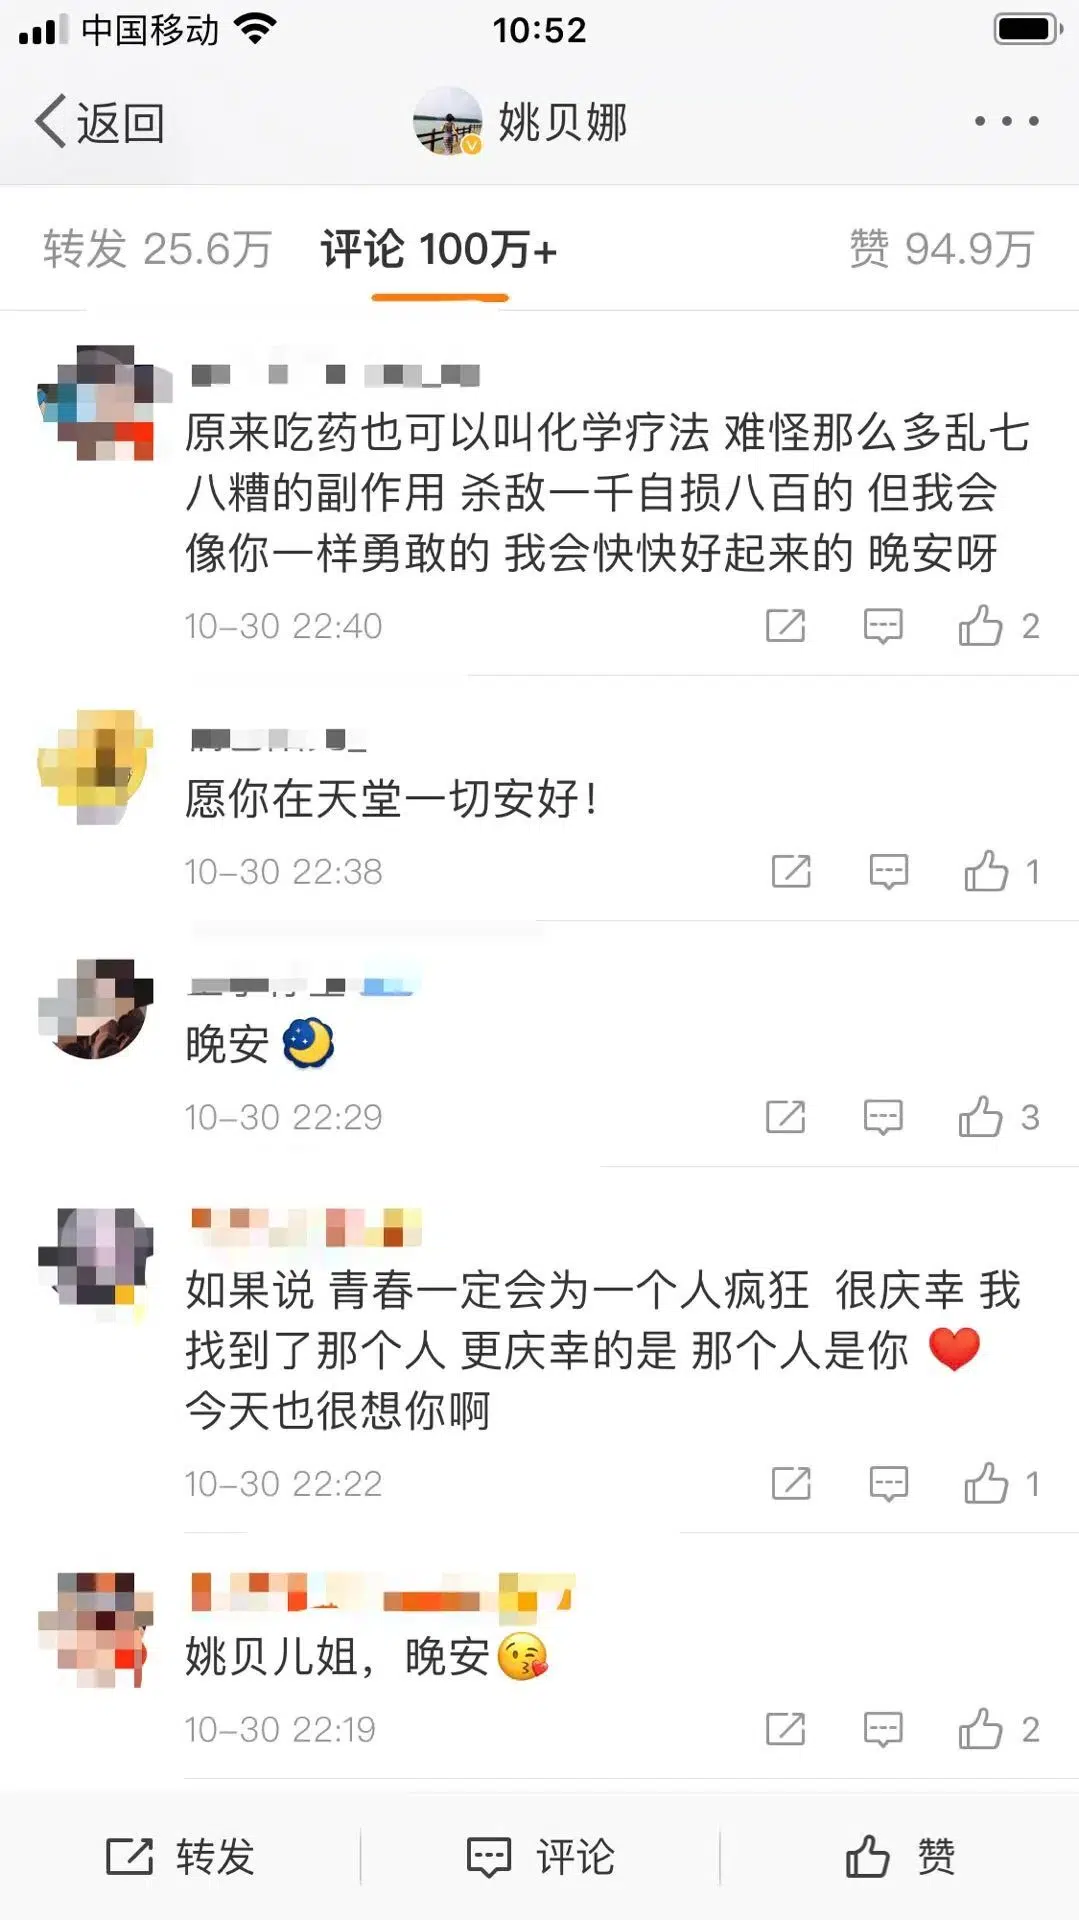 中国移动
10:52
返回
姚贝娜
转发 25.6万
评论 100万+
赞 94.9万
原来吃药也可以叫化学疗法 难怪那么多乱七
八糟的副作用 杀敌一千自损八百的 但我会
像你一样勇敢的 我会快快好起来的 晚安呀
10-30 22:40
2
愿你在天堂一切安好！
10-30 22:38
1
晚安
10-30 22:29
3
如果说 青春一定会为一个人疯狂 很庆幸 我
找到了那个人 更庆幸的是 那个人是你 ❤️
今天也很想你啊
10-30 22:22
1
姚贝儿姐，晚安😘
10-30 22:19
2
转发
评论
赞